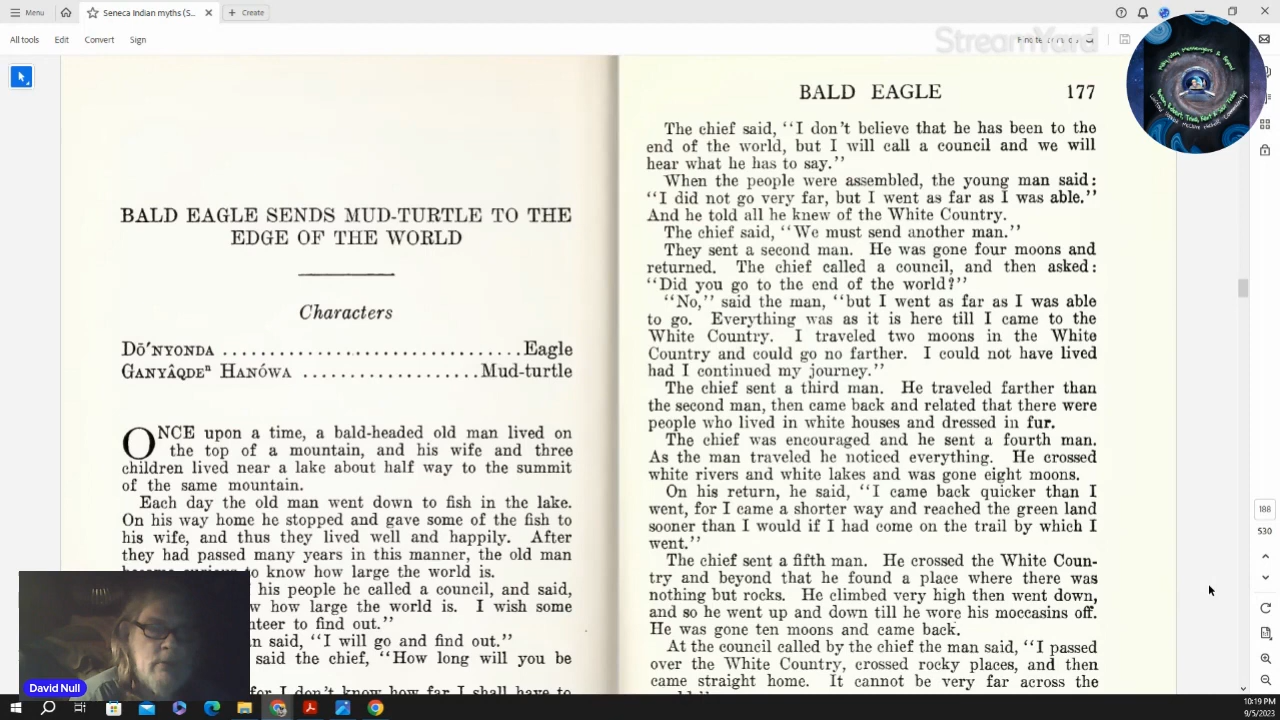 Menu
Seneca Indian myths (S...
Create
All tools
Edit
Convert
Sign
StreamYard
BALD EAGLE SENDS MUD-TURTLE TO THE
EDGE OF THE WORLD
Characters
DŌ′NYONDA ................................Eagle
GANYÂQDEⁿ HANÓWA ...................Mud-turtle
ONCE upon a time, a bald-headed old man lived on
the top of a mountain, and his wife and three
children lived near a lake about half way to the summit
of the same mountain.
Each day the old man went down to fish in the lake.
On his way home he stopped and gave some of the fish to
his wife, and thus they lived well and happily. After
they had passed many years in this manner, the old man
became curious to know how large the world is.
his people he called a council, and said,
how large the world is. I wish some
to find out.”
said, “I will go and find out.”
said the chief, “How long will you be
for I don't know how far I shall have to
BALD EAGLE 177
The chief said, “I don't believe that he has been to the
end of the world, but I will call a council and we will
hear what he has to say.”
When the people were assembled, the young man said:
“I did not go very far, but I went as far as I was able.”
And he told all he knew of the White Country.
The chief said, “We must send another man.”
They sent a second man. He was gone four moons and
returned. The chief called a council, and then asked:
“Did you go to the end of the world?”
“No,” said the man, “but I went as far as I was able
to go. Everything was as it is here till I came to the
White Country. I traveled two moons in the White
Country and could go no farther. I could not have lived
had I continued my journey.”
The chief sent a third man. He traveled farther than
the second man, then came back and related that there were
people who lived in white houses and dressed in fur.
The chief was encouraged and he sent a fourth man.
As the man traveled he noticed everything. He crossed
white rivers and white lakes and was gone eight moons.
On his return, he said, “I came back quicker than I
went, for I came a shorter way and reached the green land
sooner than I would if I had come on the trail by which I
went.”
The chief sent a fifth man. He crossed the White Coun-
try and beyond that he found a place where there was
nothing but rocks. He climbed very high then went down,
and so he went up and down till he wore his moccasins off.
He was gone ten moons and came back.
At the council called by the chief the man said, “I passed
over the White Country, crossed rocky places, and then
came straight home. It cannot be very far across the
188
530
David Null
10:19 PM
9/5/2023